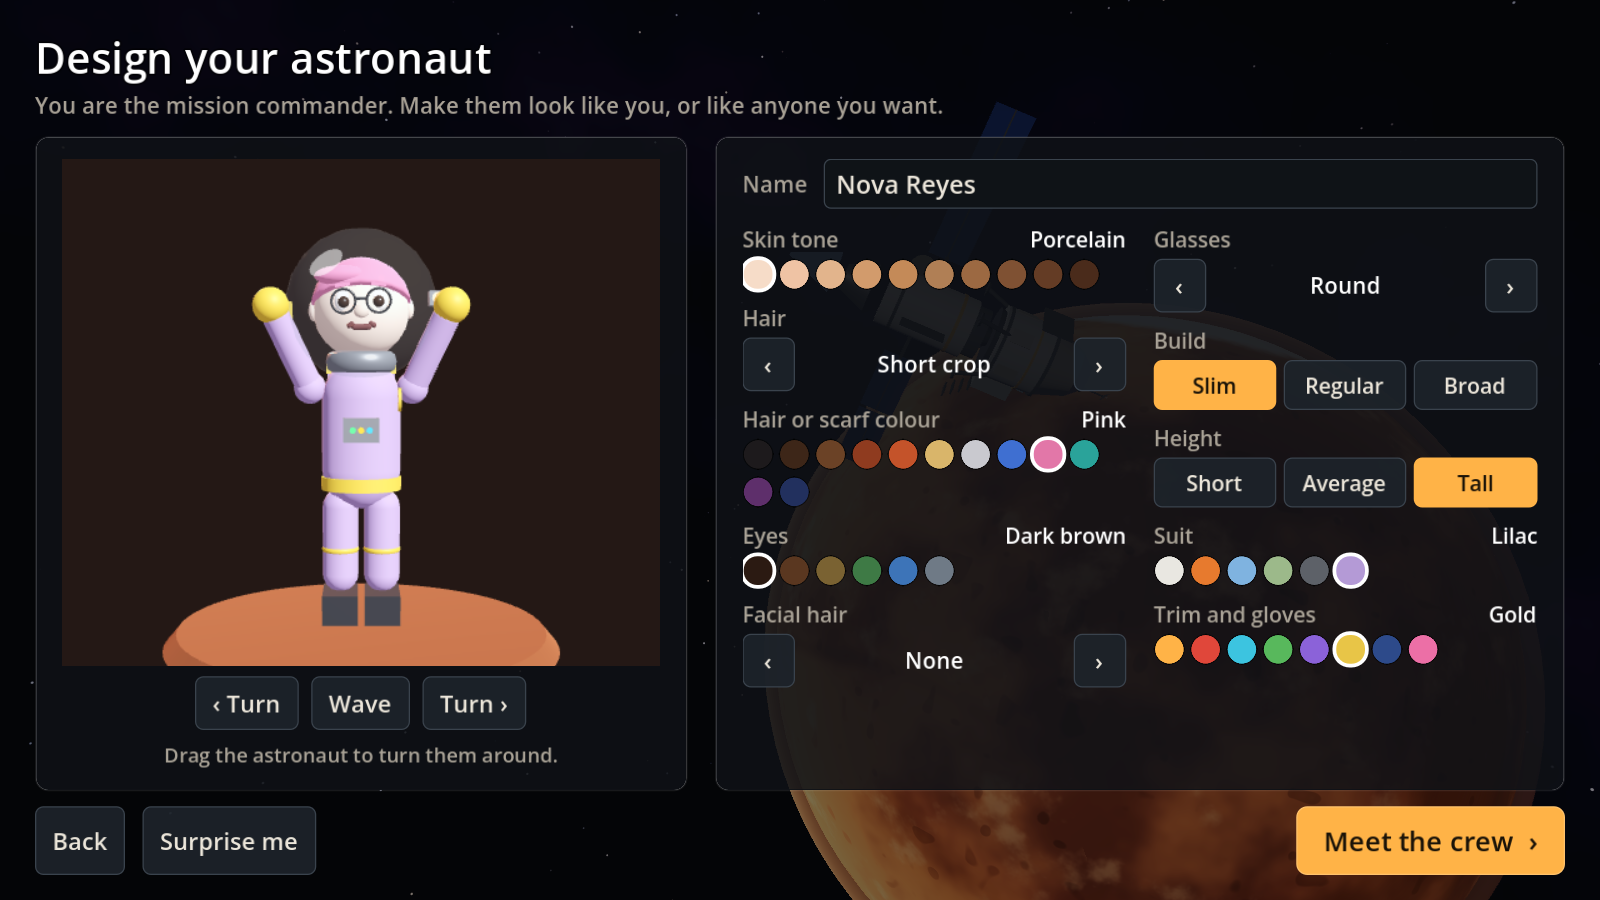 Design your astronaut
You are the mission commander. Make them look like you, or like anyone you want.
‹ Turn
Wave
Turn ›
Drag the astronaut to turn them around.
Name
Nova Reyes
Skin tone
Porcelain
Hair
‹
Short crop
›
Hair or scarf colour
Pink
Eyes
Dark brown
Facial hair
‹
None
›
Glasses
‹
Round
›
Build
Slim
Regular
Broad
Height
Short
Average
Tall
Suit
Lilac
Trim and gloves
Gold
Back
Surprise me
Meet the crew ›